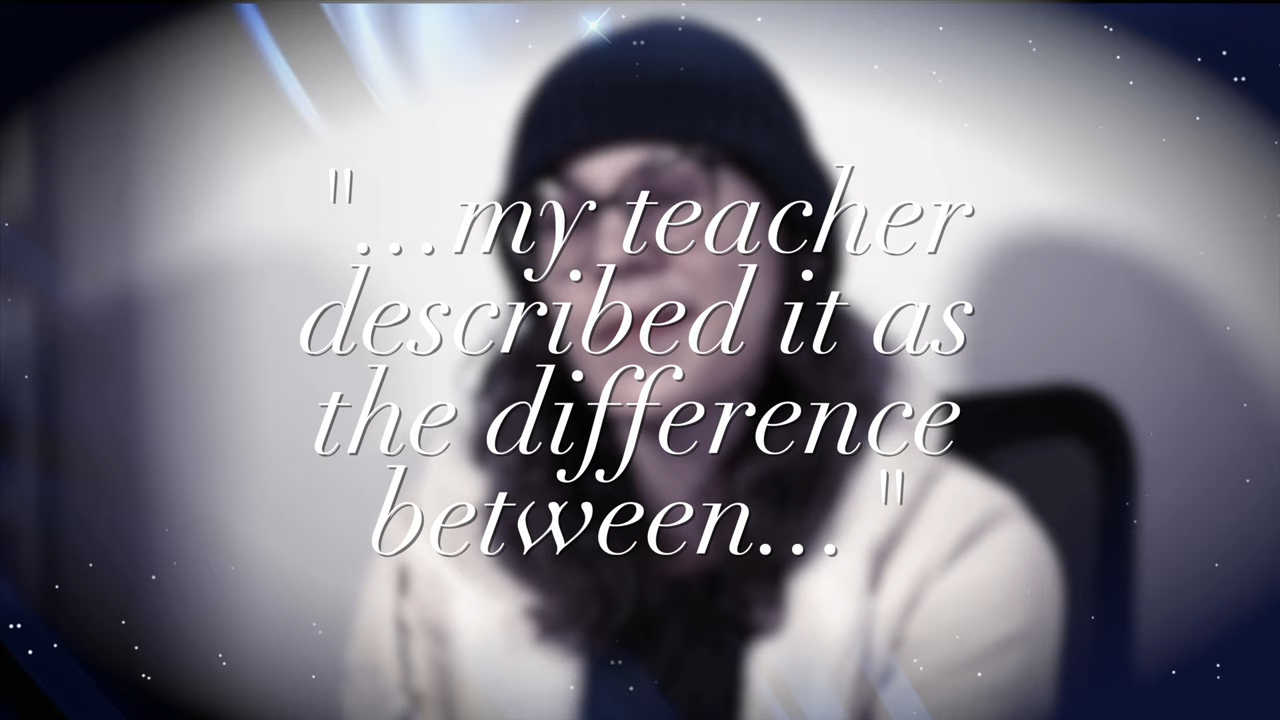 "...my teacher
described it as
the difference
between... "